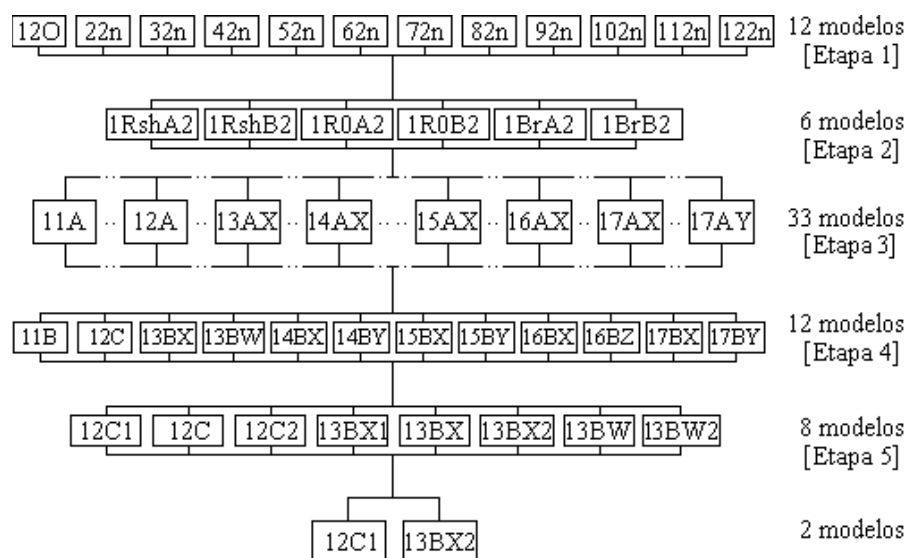 12O 22n 32n 42n 52n 62n 72n 82n 92n 102n 112n 122n 12 modelos
[Etapa 1]
1RshA2 1RshB2 1R0A2 1R0B2 1BrA2 1BrB2 6 modelos
[Etapa 2]
11A 12A 13AX 14AX 15AX 16AX 17AX 17AY 33 modelos
[Etapa 3]
11B 12C 13BX 13BW 14BX 14BY 15BX 15BY 16BX 16BZ 17BX 17BY 12 modelos
[Etapa 4]
12C1 12C 12C2 13BX1 13BX 13BX2 13BW 13BW2 8 modelos
[Etapa 5]
12C1 13BX2 2 modelos